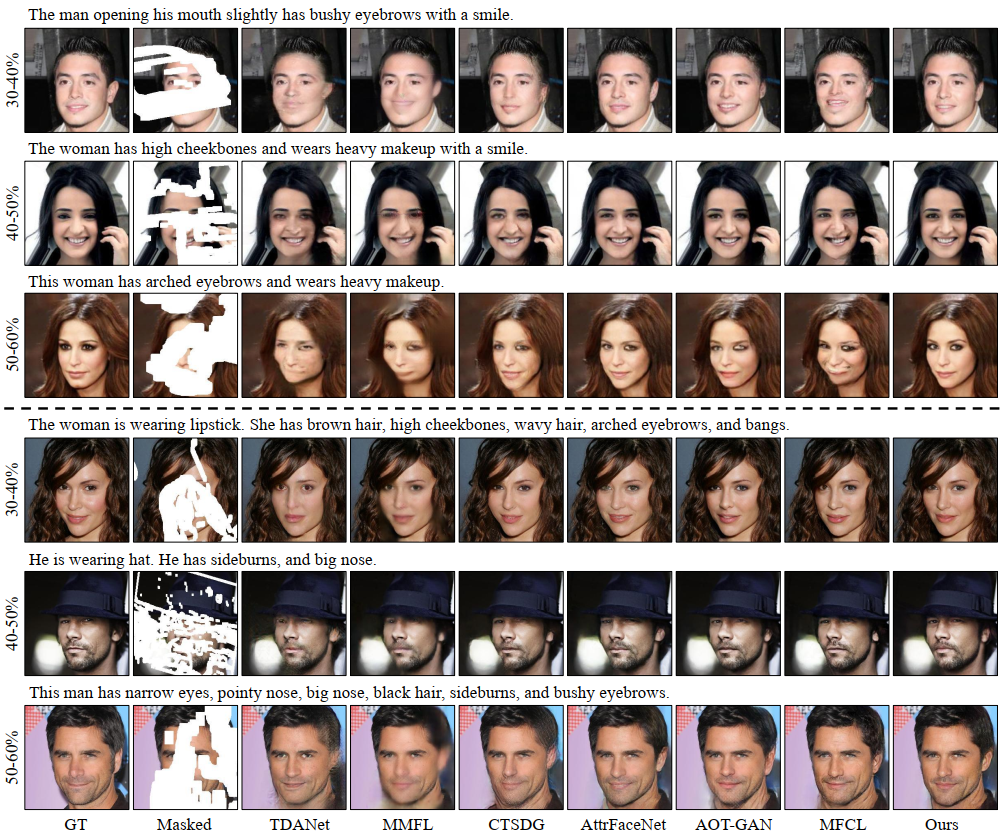 The man opening his mouth slightly has bushy eyebrows with a smile.
30-40%
The woman has high cheekbones and wears heavy makeup with a smile.
40-50%
This woman has arched eyebrows and wears heavy makeup.
50-60%
The woman is wearing lipstick. She has brown hair, high cheekbones, wavy hair, arched eyebrows, and bangs.
30-40%
He is wearing hat. He has sideburns, and big nose.
40-50%
This man has narrow eyes, pointy nose, big nose, black hair, sideburns, and bushy eyebrows.
50-60%
GT Masked TDANet MMFL CTSDG AttrFaceNet AOT-GAN MFCL Ours